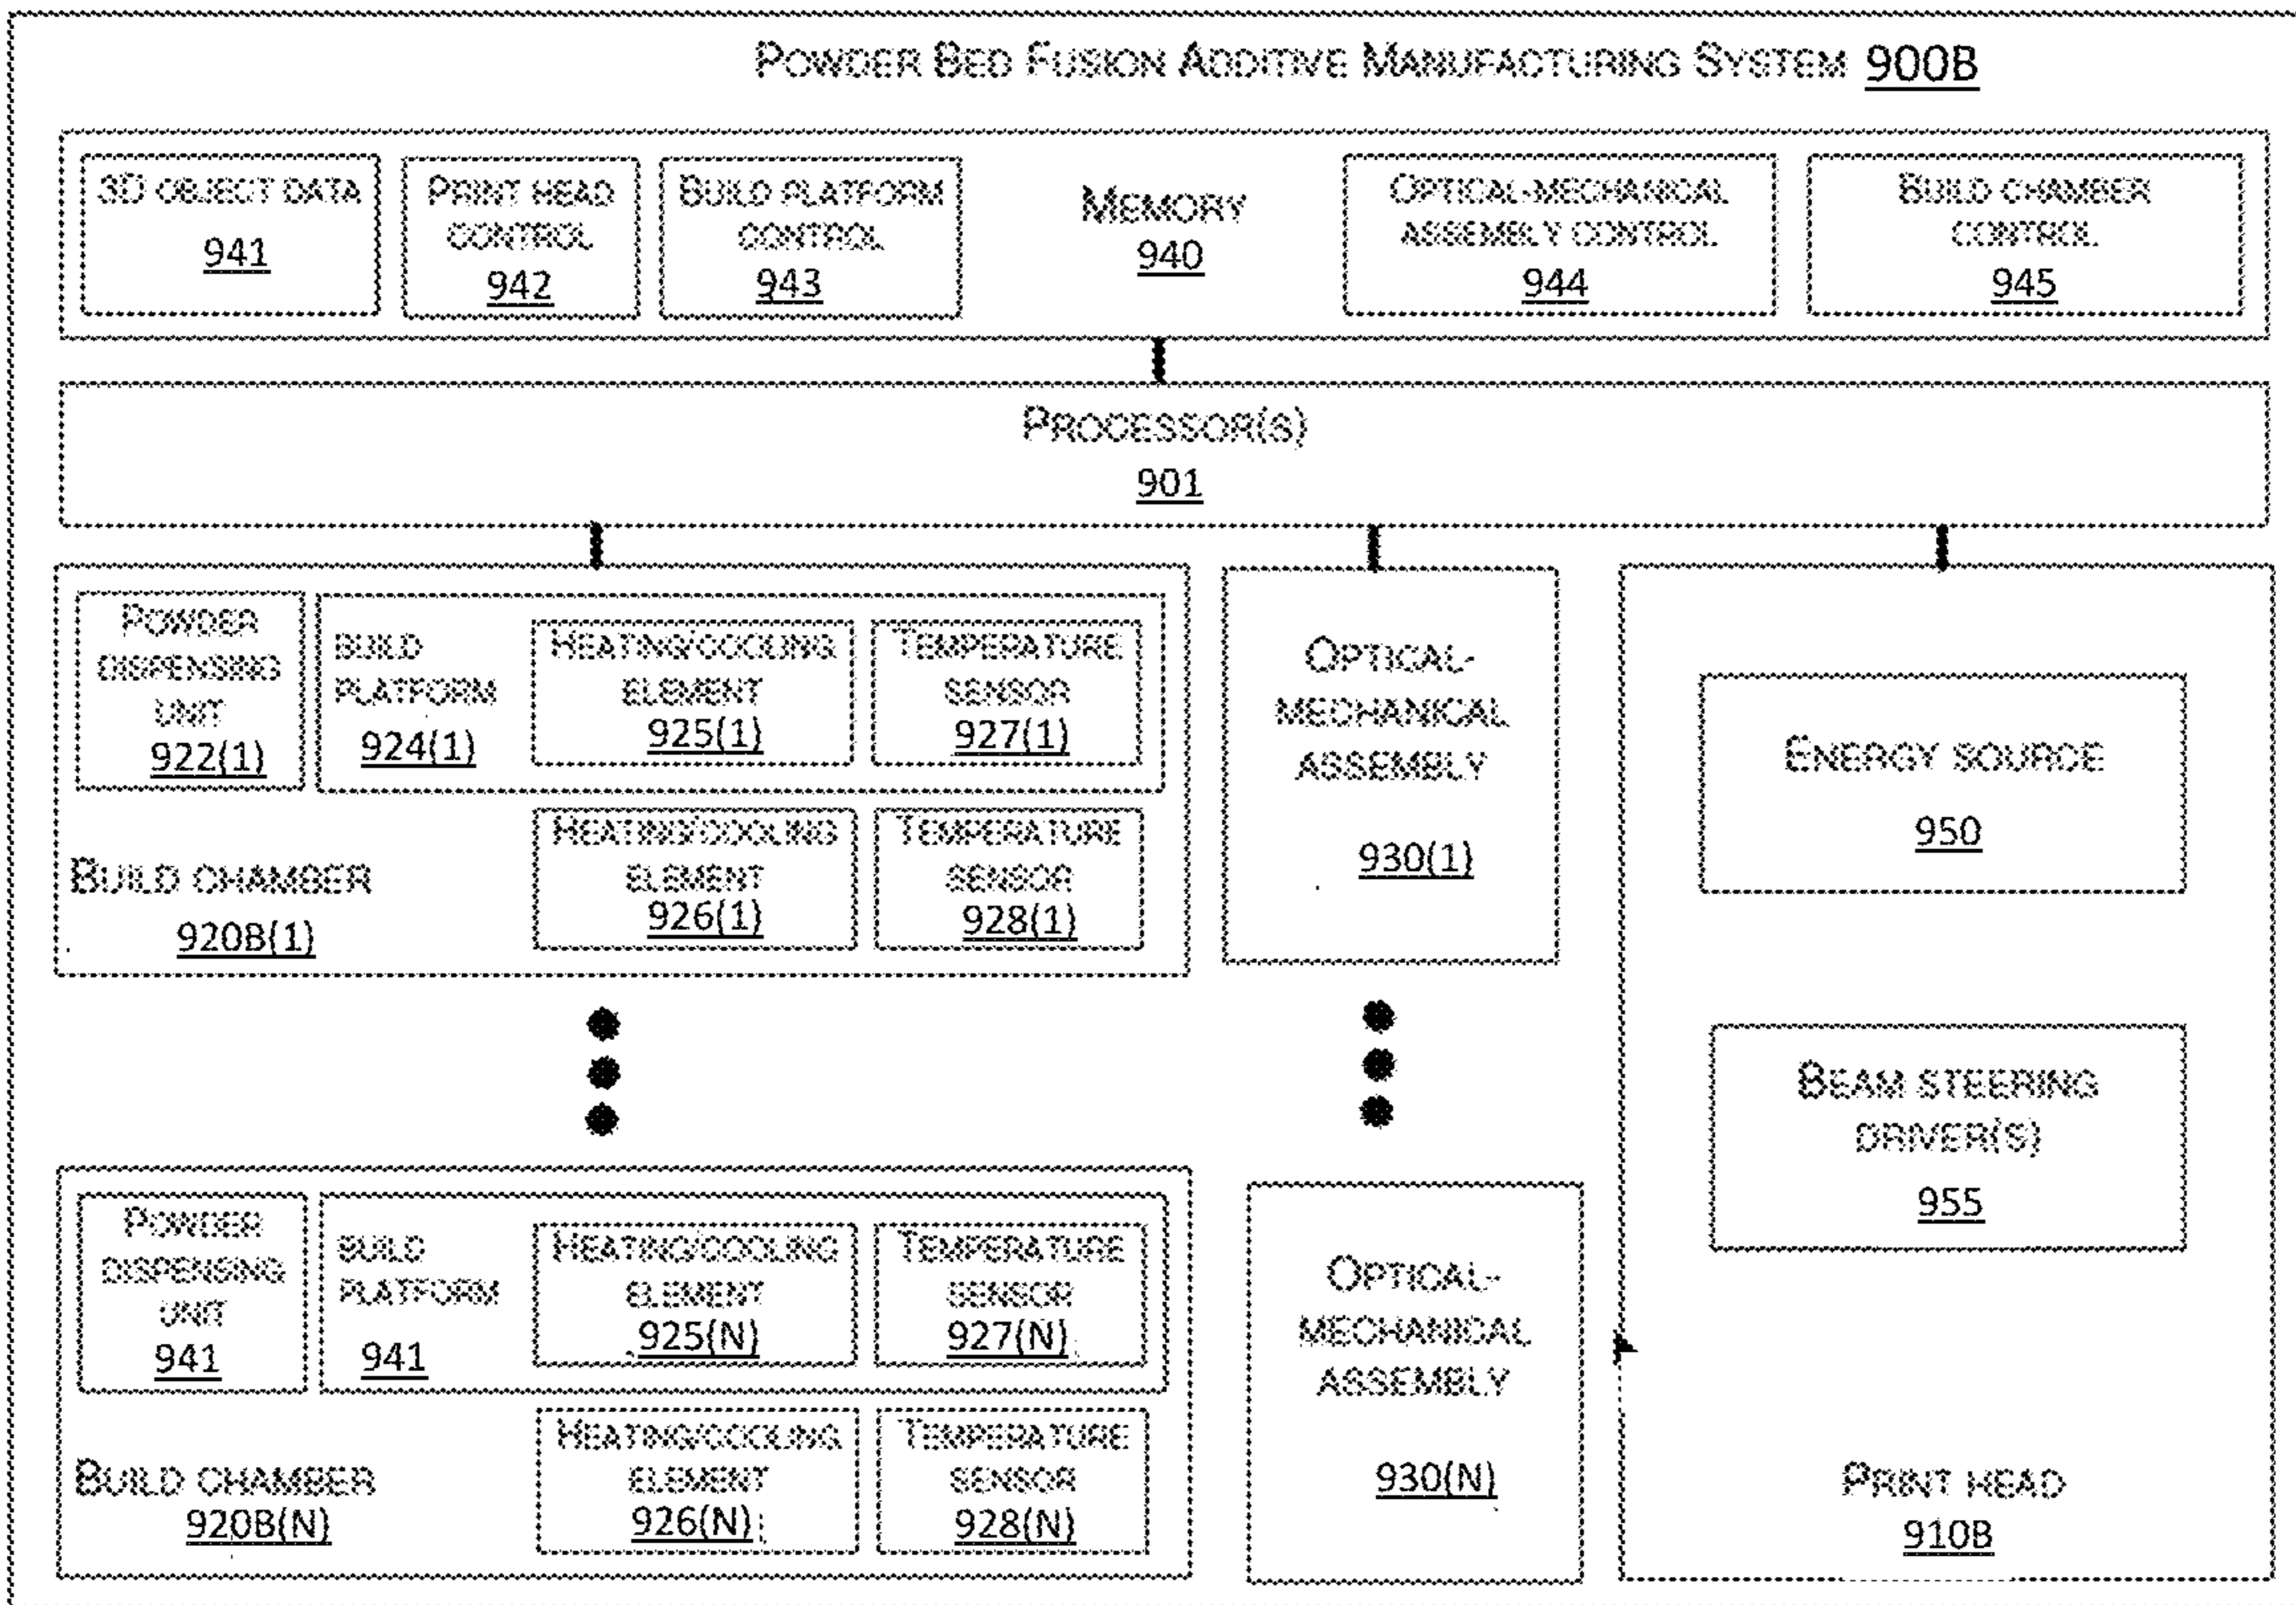 POWDER BED FUSION ADDITIVE MANUFACTURING SYSTEM 900B
3D OBJECT DATA
941
PRINT HEAD
CONTROL
942
BUILD PLATFORM
CONTROL
943
MEMORY
940
OPTICAL-MECHANICAL
ASSEMBLY CONTROL
944
BUILD CHAMBER
CONTROL
945
PROCESSOR(S)
901
POWDER
DISPENSING
UNIT
922(1)
BUILD
PLATFORM
924(1)
HEATING/COOLING
ELEMENT
925(1)
TEMPERATURE
SENSOR
927(1)
HEATING/COOLING
ELEMENT
926(1)
TEMPERATURE
SENSOR
928(1)
BUILD CHAMBER
920B(1)
OPTICAL-
MECHANICAL
ASSEMBLY
930(1)
ENERGY SOURCE
950
BEAM STEERING
DRIVER(S)
955
POWDER
DISPENSING
UNIT
941
BUILD
PLATFORM
941
HEATING/COOLING
ELEMENT
925(N)
TEMPERATURE
SENSOR
927(N)
HEATING/COOLING
ELEMENT
926(N)
TEMPERATURE
SENSOR
928(N)
BUILD CHAMBER
920B(N)
OPTICAL-
MECHANICAL
ASSEMBLY
930(N)
PRINT HEAD
910B